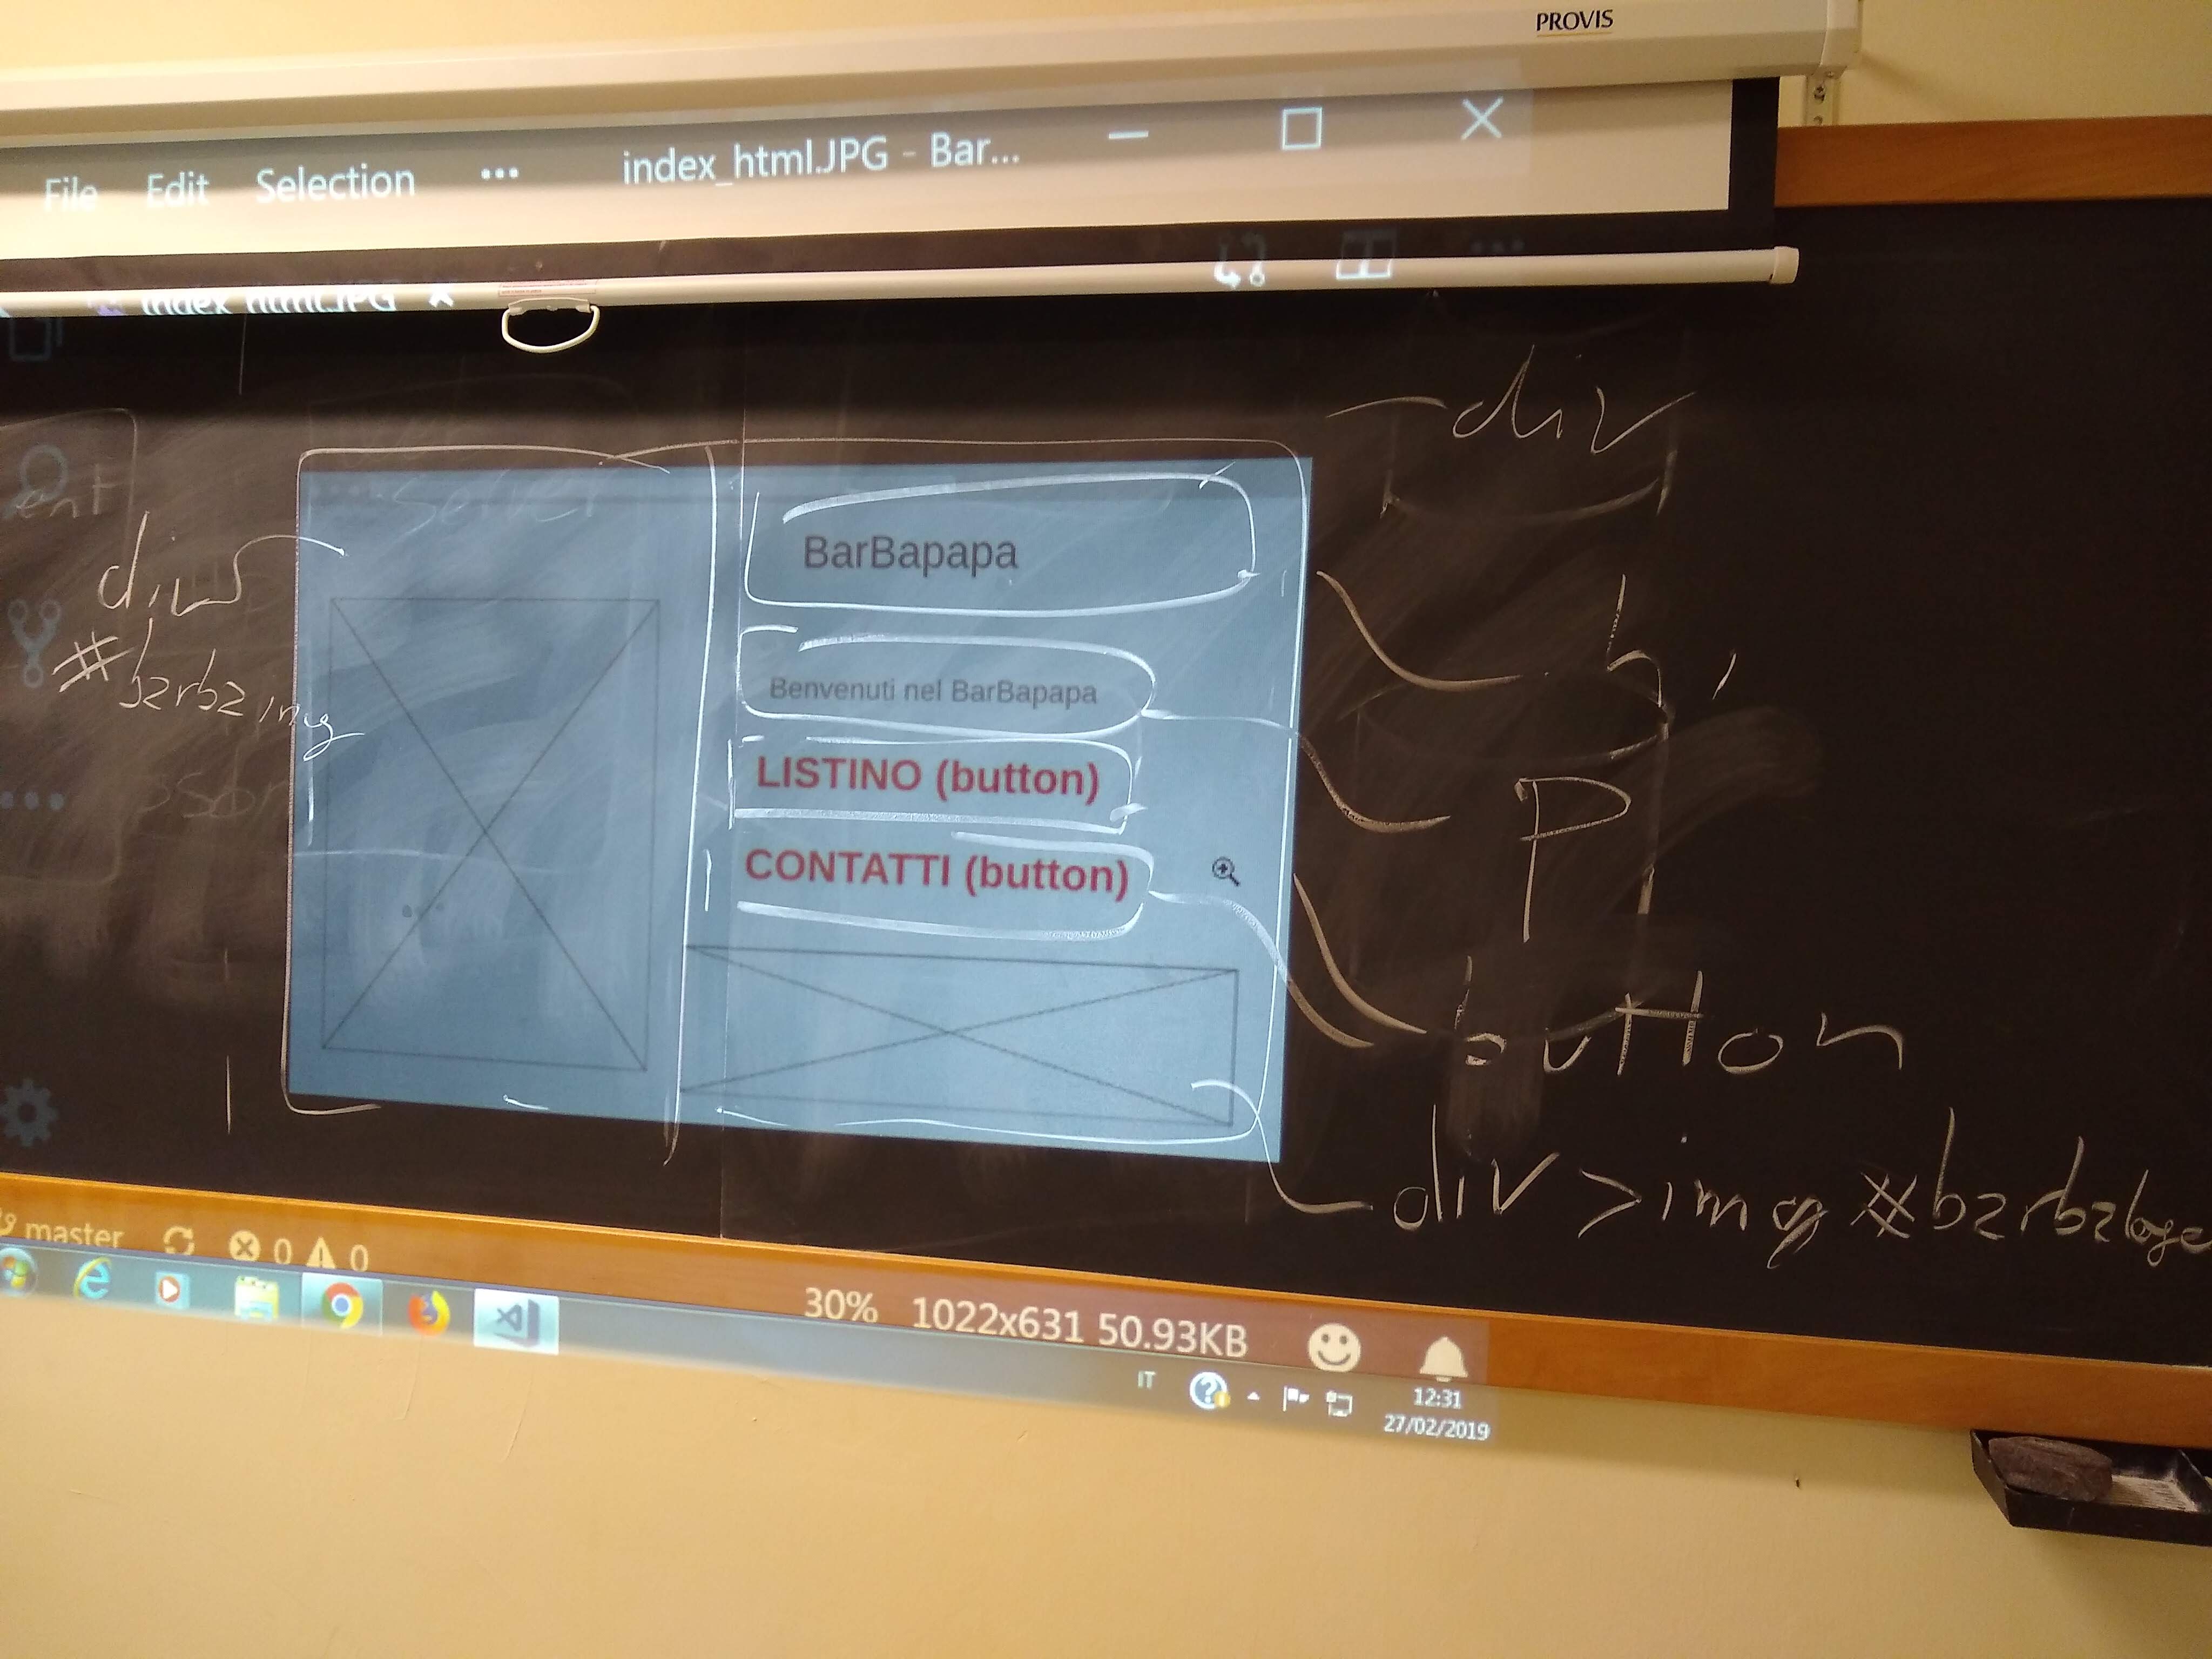 PROVIS
File Edit Selection ... index_html.JPG - Bar...
index_html.JPG
div
server
ent
BarBapapa
div
h1
#barbaimg
Benvenuti nel BarBapapa
LISTINO (button)
P
CONTATTI (button)
button
div > img #barbalogo
master 0 0
30% 1022x631 50.93KB
IT
12:31
27/02/2019